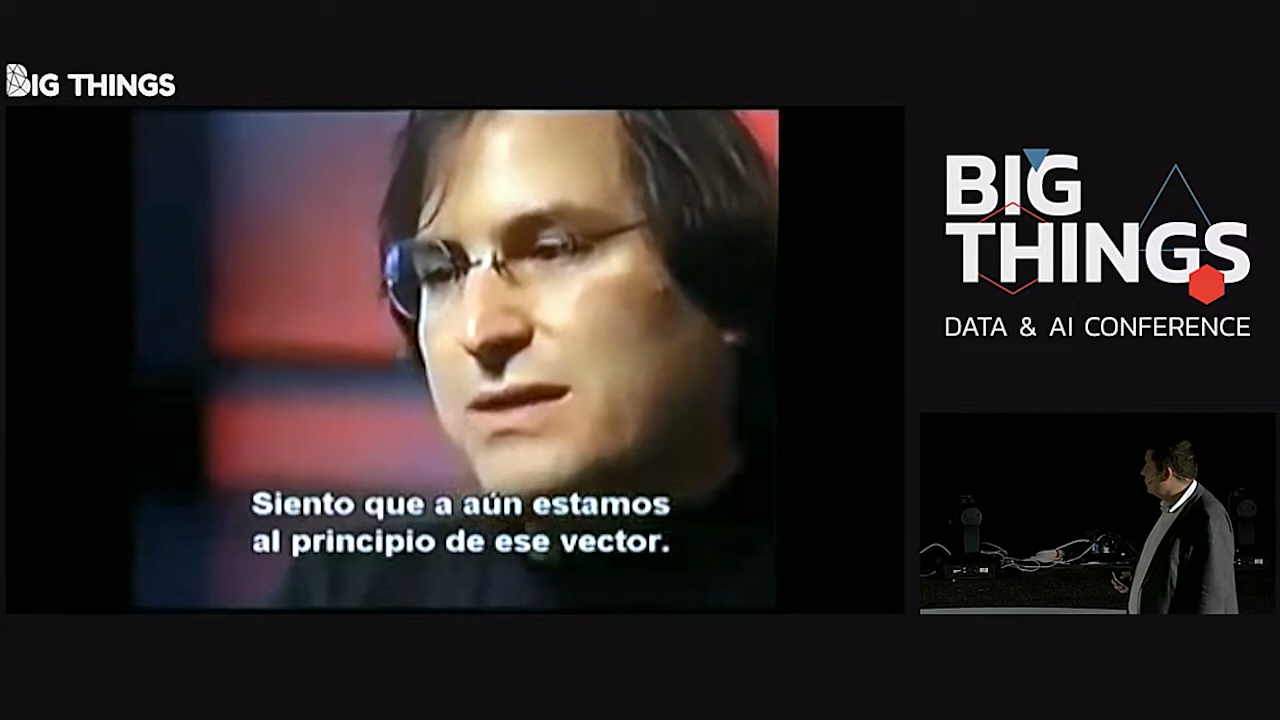 BIG THINGS
BIG
THINGS
DATA & AI CONFERENCE
Siento que a aún estamos
al principio de ese vector.